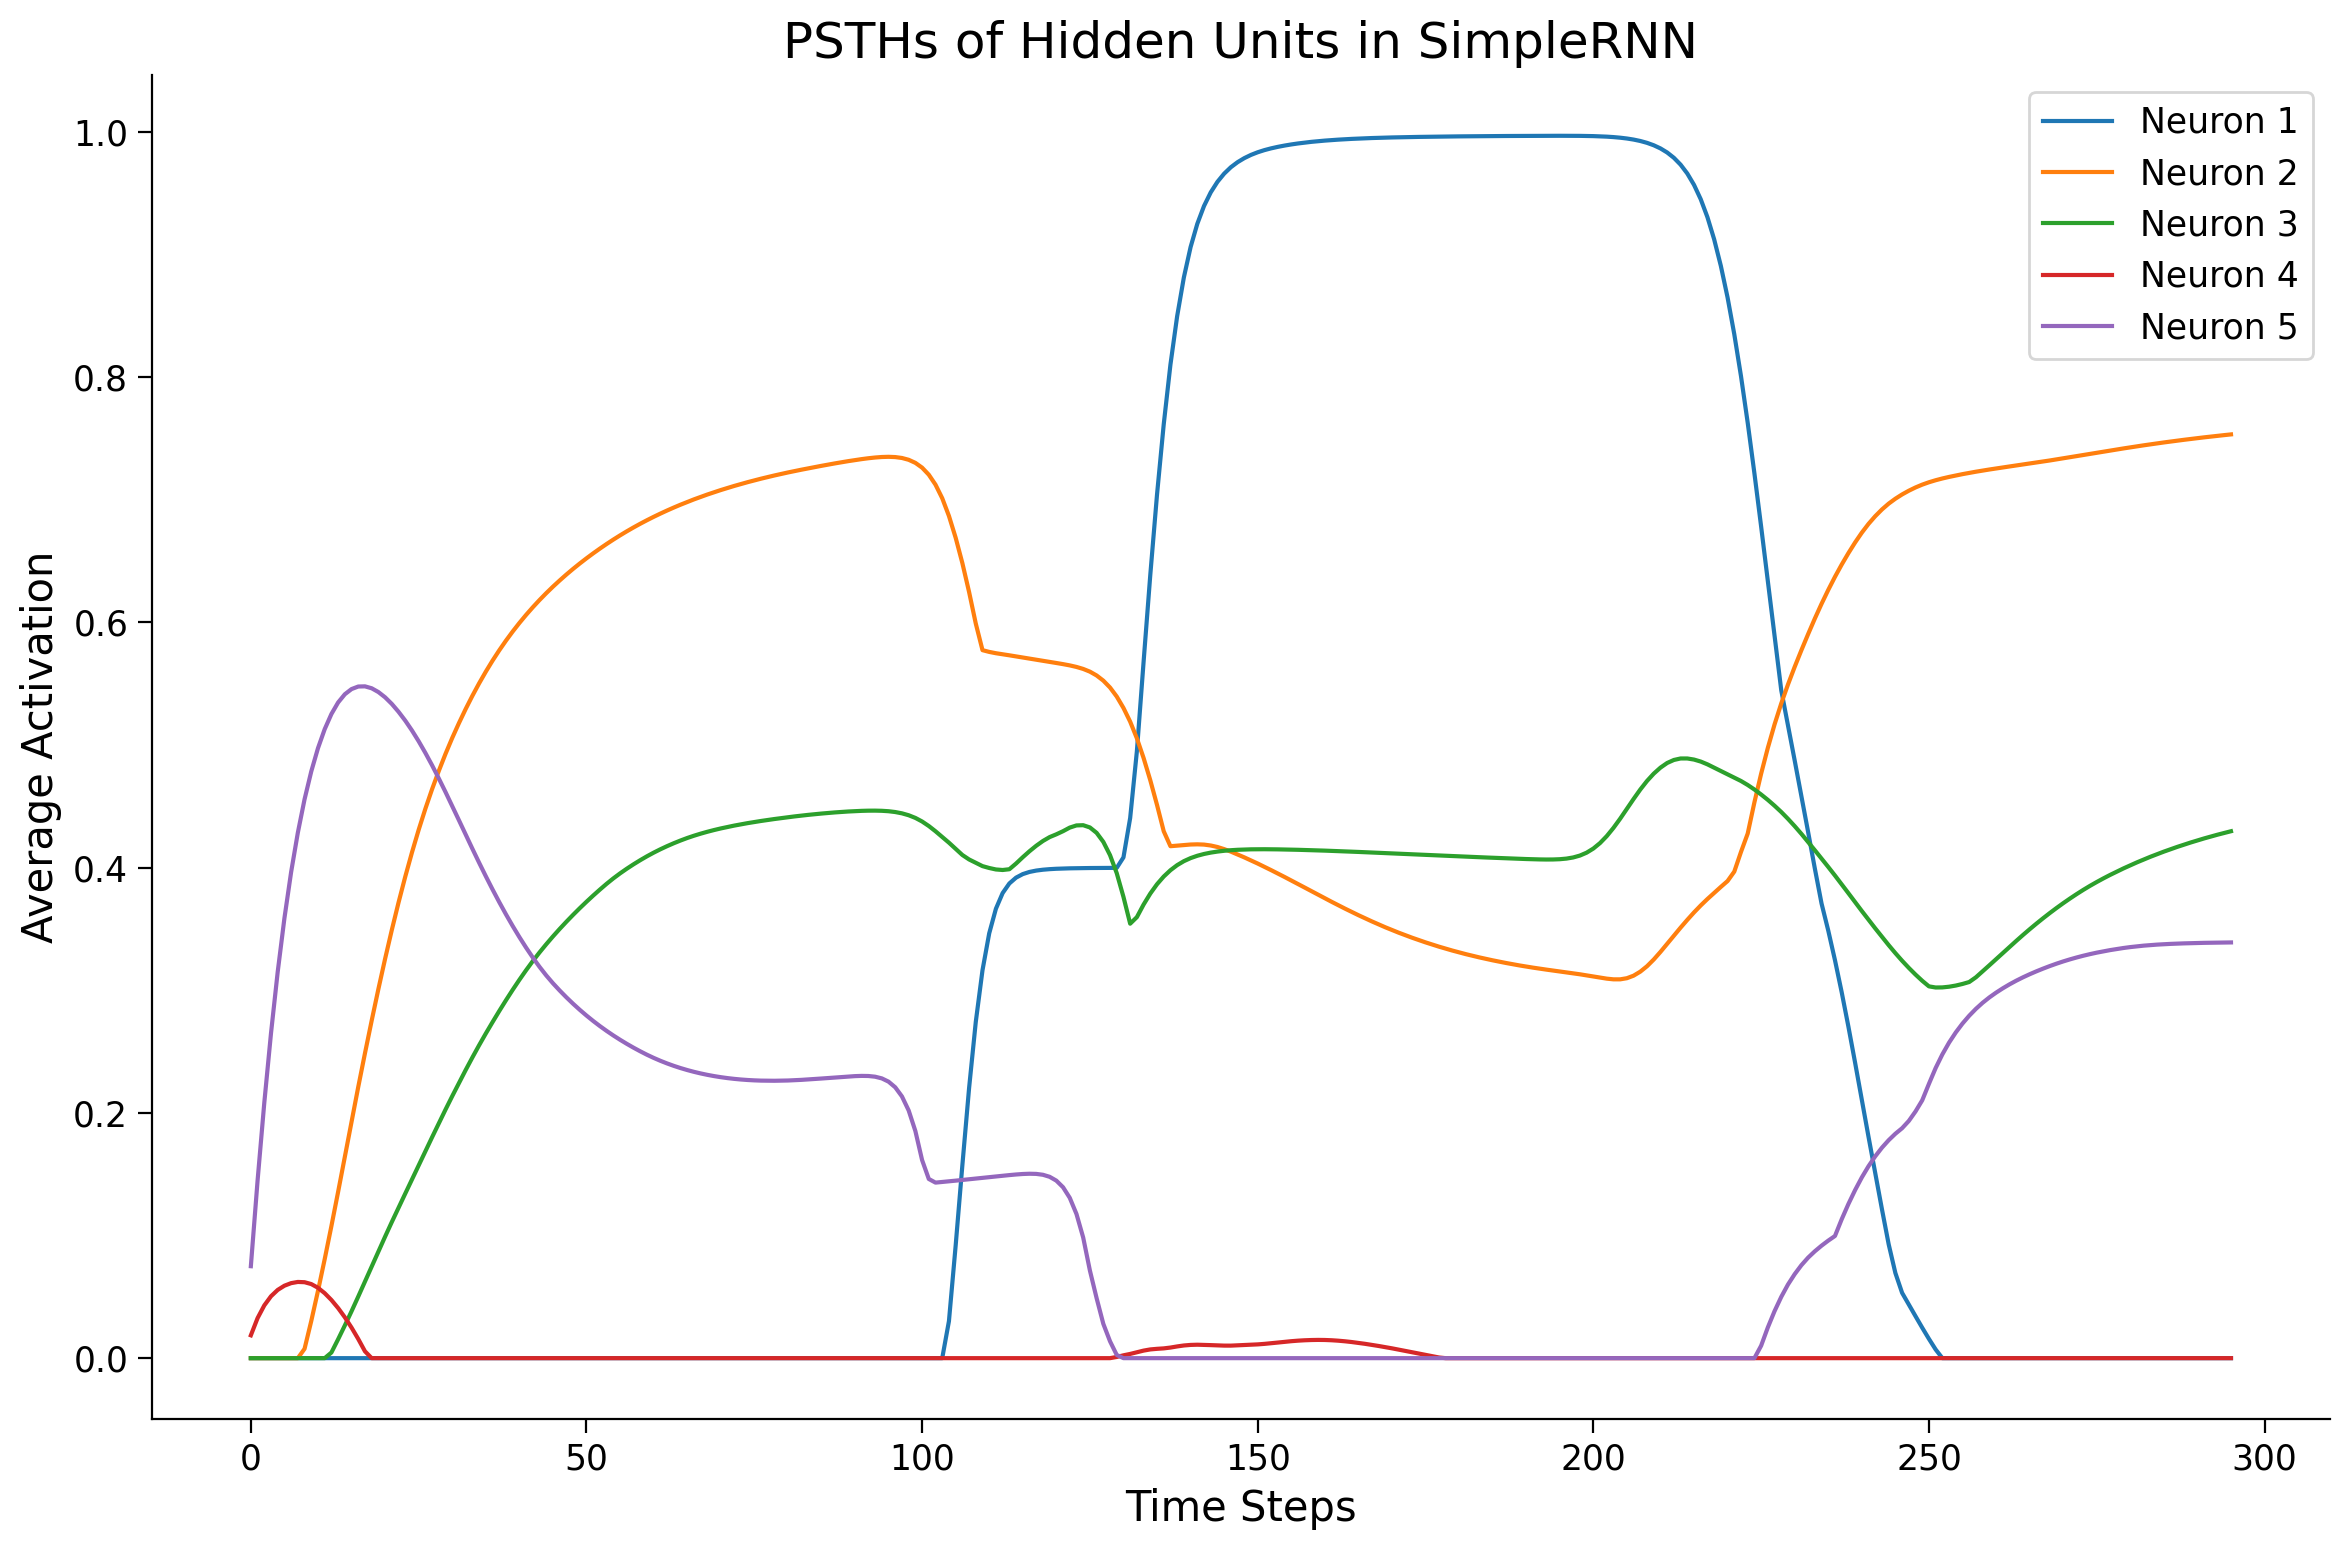 PSTHs of Hidden Units in SimpleRNN
Average Activation
1.0
0.8
0.6
0.4
0.2
0.0
Neuron 1
Neuron 2
Neuron 3
Neuron 4
Neuron 5
0 50 100 150 200 250 300
Time Steps